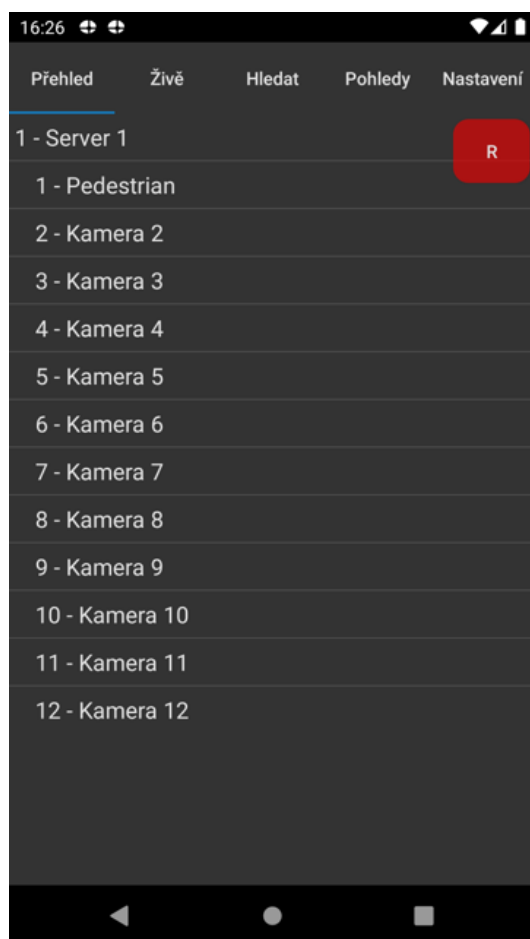 16:26
Přehled Živě Hledat Pohledy Nastavení
1 - Server 1
R
1 - Pedestrian
2 - Kamera 2
3 - Kamera 3
4 - Kamera 4
5 - Kamera 5
6 - Kamera 6
7 - Kamera 7
8 - Kamera 8
9 - Kamera 9
10 - Kamera 10
11 - Kamera 11
12 - Kamera 12